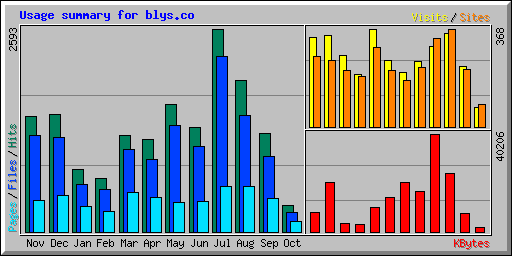 Usage summary for blys.co
Visits/Sites
2593
368
Pages/Files/Hits
40206
Nov Dec Jan Feb Mar Apr May Jun Jul Aug Sep Oct
KBytes